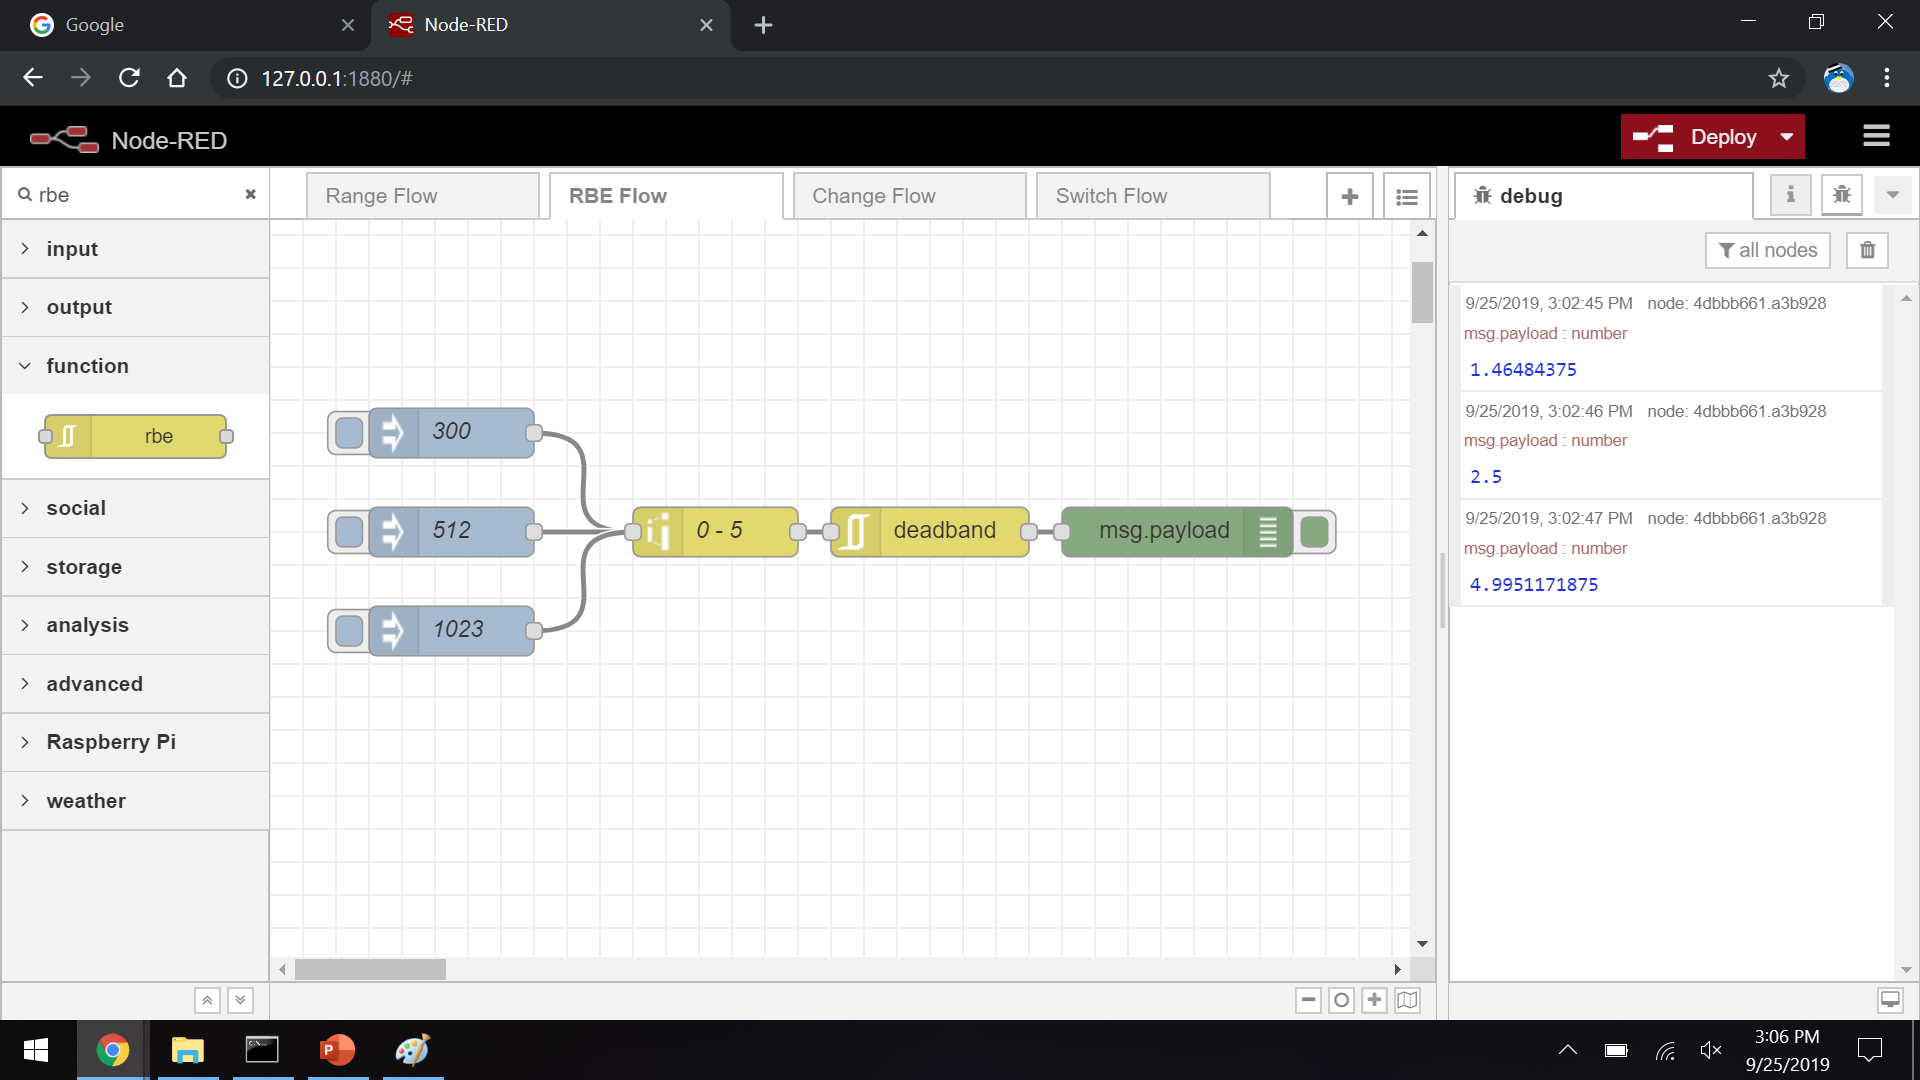 Google
Node-RED
127.0.0.1:1880/#
Node-RED
Deploy
rbe
Range Flow
RBE Flow
Change Flow
Switch Flow
debug
i
all nodes
input
output
function
rbe
social
storage
analysis
advanced
Raspberry Pi
weather
300
512
1023
0 - 5
deadband
msg.payload
9/25/2019, 3:02:45 PM node: 4dbbb661.a3b928
msg.payload : number
1.46484375
9/25/2019, 3:02:46 PM node: 4dbbb661.a3b928
msg.payload : number
2.5
9/25/2019, 3:02:47 PM node: 4dbbb661.a3b928
msg.payload : number
4.9951171875
P
3:06 PM
9/25/2019